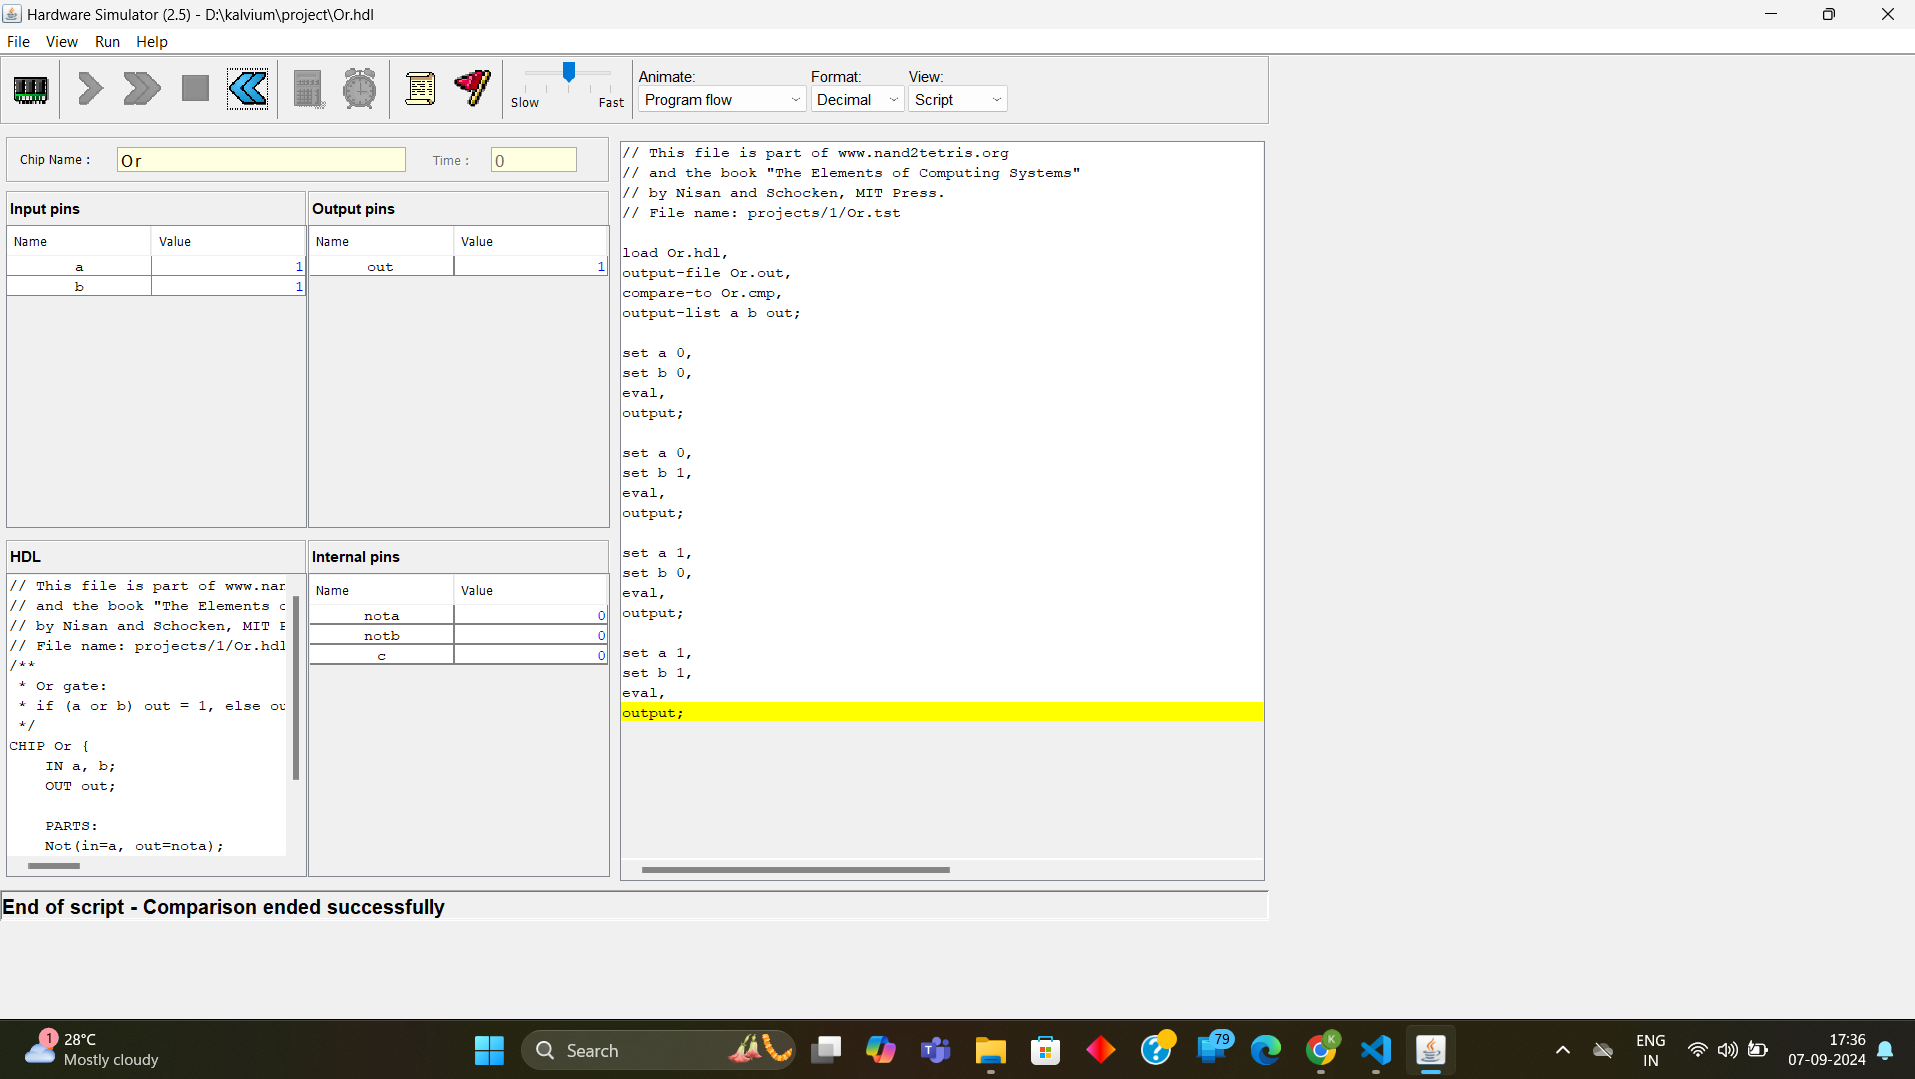 Hardware Simulator (2.5) - D:\kalvium\project\Or.hdl
File View Run Help
Slow Fast
Animate:
Program flow
Format:
Decimal
View:
Script
Chip Name :
Or
Time :
0
Input pins
Name Value
a 1
b 1
Output pins
Name Value
out 1
HDL
// This file is part of www.nan
// and the book "The Elements o
// by Nisan and Schocken, MIT P
// File name: projects/1/Or.hdl
/**
* Or gate:
* if (a or b) out = 1, else ou
*/
CHIP Or {
IN a, b;
OUT out;
PARTS:
Not(in=a, out=nota);
Internal pins
Name Value
nota 0
notb 0
c 0
// This file is part of www.nand2tetris.org
// and the book "The Elements of Computing Systems"
// by Nisan and Schocken, MIT Press.
// File name: projects/1/Or.tst
load Or.hdl,
output-file Or.out,
compare-to Or.cmp,
output-list a b out;
set a 0,
set b 0,
eval,
output;
set a 0,
set b 1,
eval,
output;
set a 1,
set b 0,
eval,
output;
set a 1,
set b 1,
eval,
output;
End of script - Comparison ended successfully
1
28°C
Mostly cloudy
Search
79
K
ENG
IN
17:36
07-09-2024